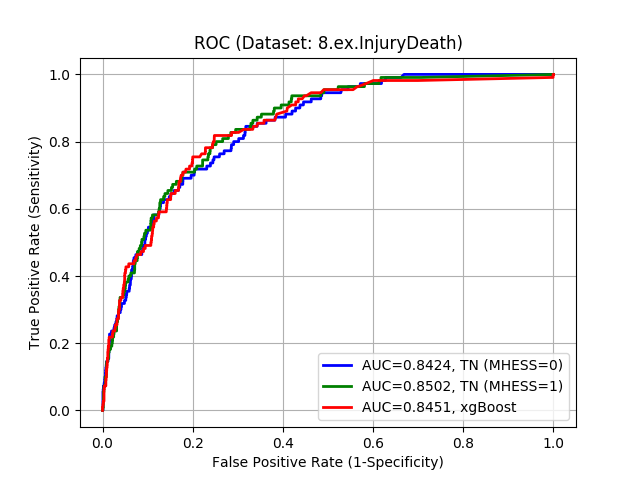 ROC (Dataset: 8.ex.InjuryDeath)
True Positive Rate (Sensitivity)
1.0
0.8
0.6
0.4
0.2
0.0
AUC=0.8424, TN (MHESS=0)
AUC=0.8502, TN (MHESS=1)
AUC=0.8451, xgBoost
0.0 0.2 0.4 0.6 0.8 1.0
False Positive Rate (1-Specificity)